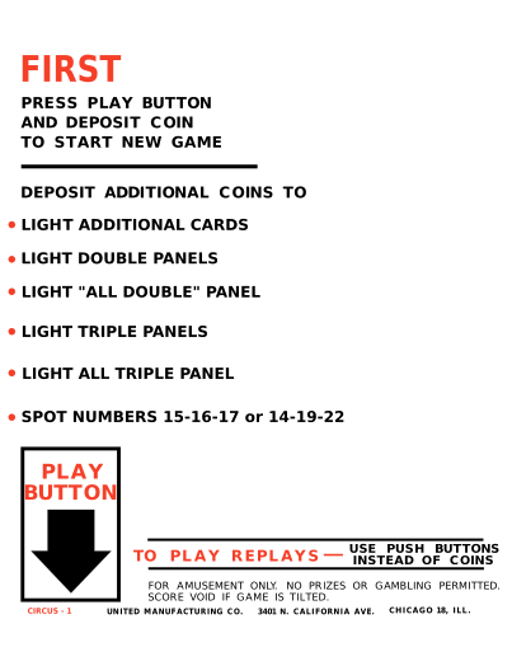 FIRST
PRESS PLAY BUTTON
AND DEPOSIT COIN
TO START NEW GAME
DEPOSIT ADDITIONAL COINS TO
• LIGHT ADDITIONAL CARDS
• LIGHT DOUBLE PANELS
• LIGHT "ALL DOUBLE" PANEL
• LIGHT TRIPLE PANELS
• LIGHT ALL TRIPLE PANEL
• SPOT NUMBERS 15-16-17 or 14-19-22
PLAY
BUTTON
TO PLAY REPLAYS — USE PUSH BUTTONS
INSTEAD OF COINS
FOR AMUSEMENT ONLY. NO PRIZES OR GAMBLING PERMITTED.
SCORE VOID IF GAME IS TILTED.
CIRCUS - 1 UNITED MANUFACTURING CO. 3401 N. CALIFORNIA AVE. CHICAGO 18, ILL.